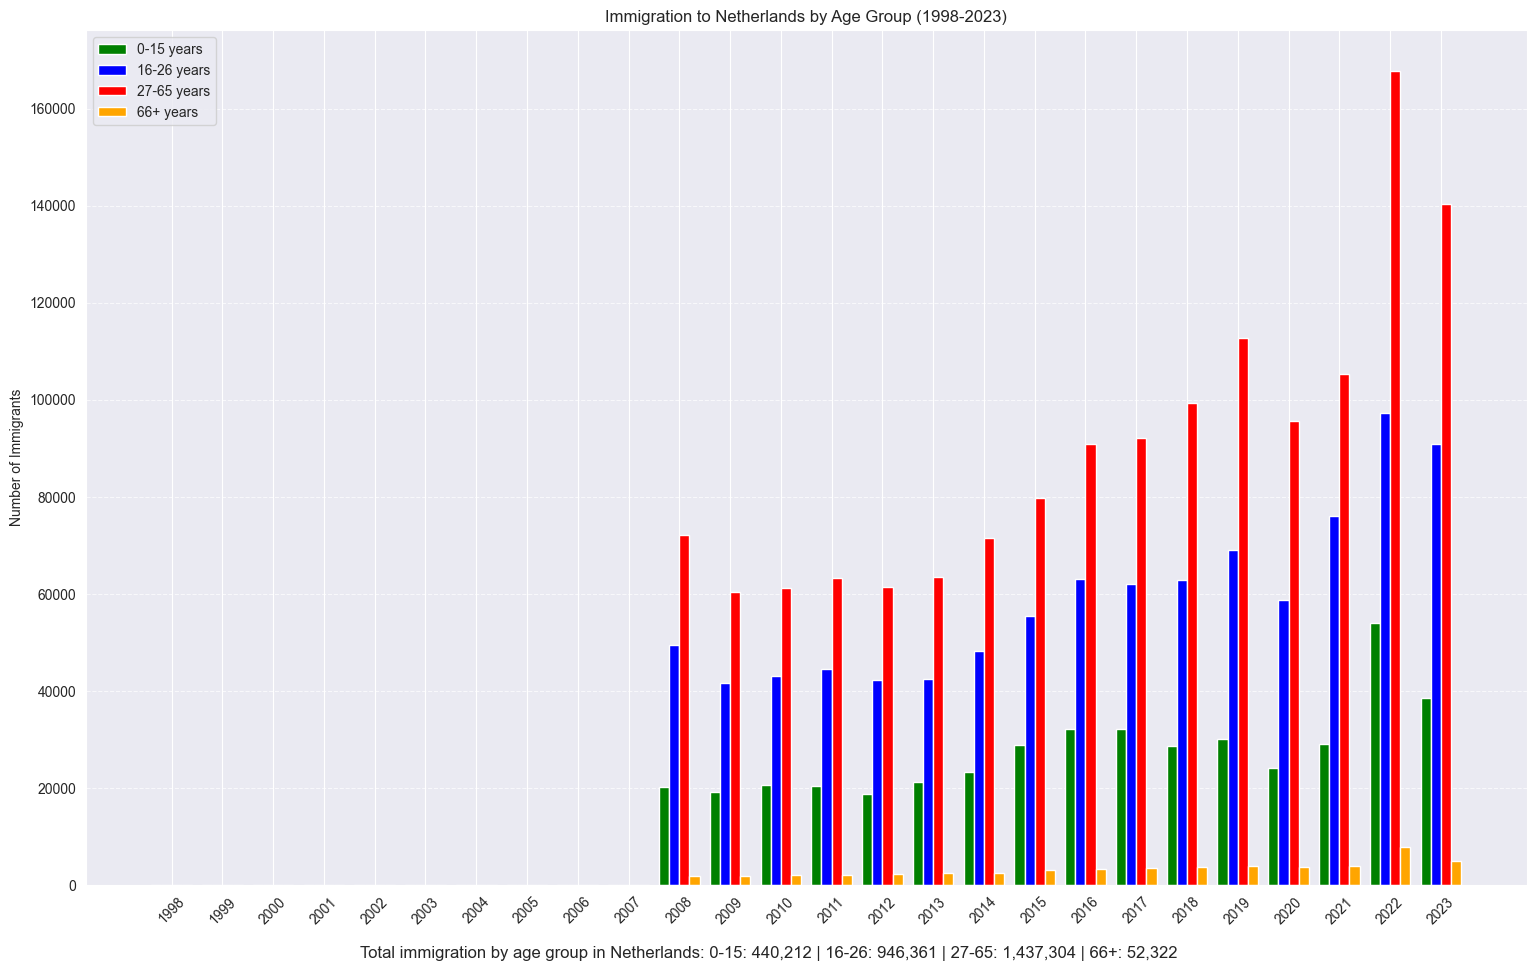 Immigration to Netherlands by Age Group (1998-2023)
0-15 years
16-26 years
27-65 years
66+ years
Number of Immigrants
160000
140000
120000
100000
80000
60000
40000
20000
0
1998 1999 2000 2001 2002 2003 2004 2005 2006 2007 2008 2009 2010 2011 2012 2013 2014 2015 2016 2017 2018 2019 2020 2021 2022 2023
Total immigration by age group in Netherlands: 0-15: 440,212 | 16-26: 946,361 | 27-65: 1,437,304 | 66+: 52,322